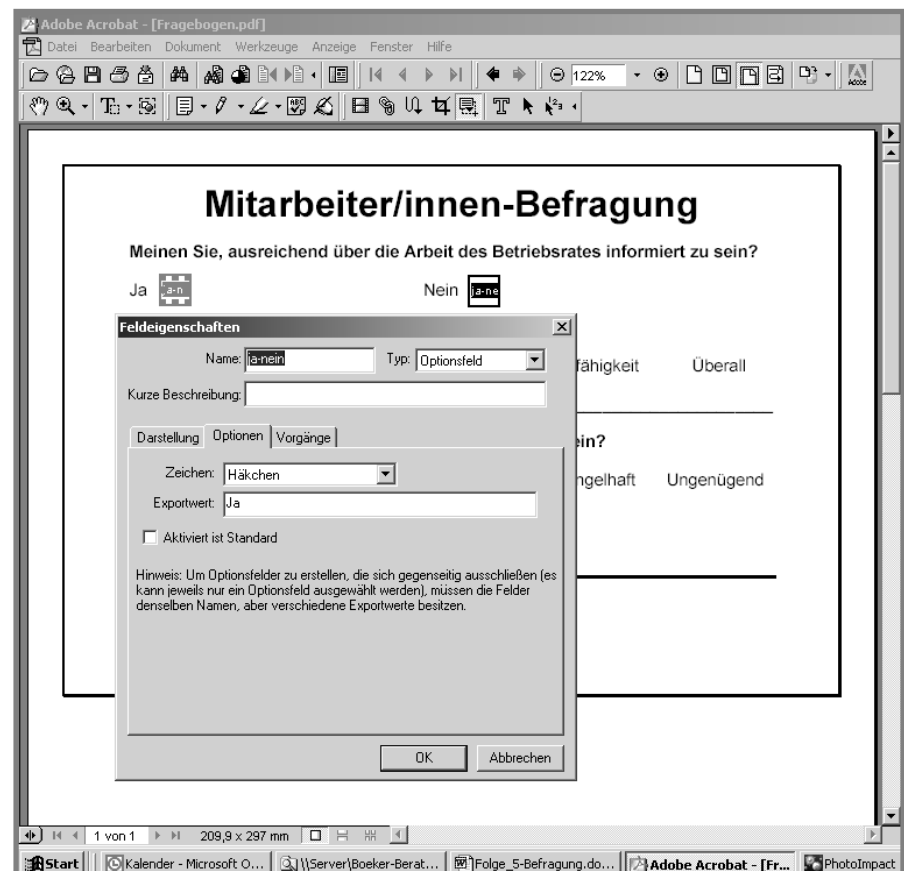 Adobe Acrobat - [Fragebogen.pdf]
Datei Bearbeiten Dokument Werkzeuge Anzeige Fenster Hilfe
122%
Adobe
Mitarbeiter/innen-Befragung
Meinen Sie, ausreichend über die Arbeit des Betriebsrates informiert zu sein?
Ja a-n Nein ja-ne
Feldeigenschaften
Name: ja-nein Typ: Optionsfeld
fähigkeit Überall
Kurze Beschreibung:
Darstellung Optionen Vorgänge
ein?
Zeichen: Häkchen
ngelhaft Ungenügend
Exportwert: Ja
Aktiviert ist Standard
Hinweis: Um Optionsfelder zu erstellen, die sich gegenseitig ausschließen (es
kann jeweils nur ein Optionsfeld ausgewählt werden), müssen die Felder
denselben Namen, aber verschiedene Exportwerte besitzen.
OK Abbrechen
1 von 1 209,9 x 297 mm
Start Kalender - Microsoft O... \\Server\Boeker-Berat... Folge_5-Befragung.do... Adobe Acrobat - [Fr... PhotoImpact